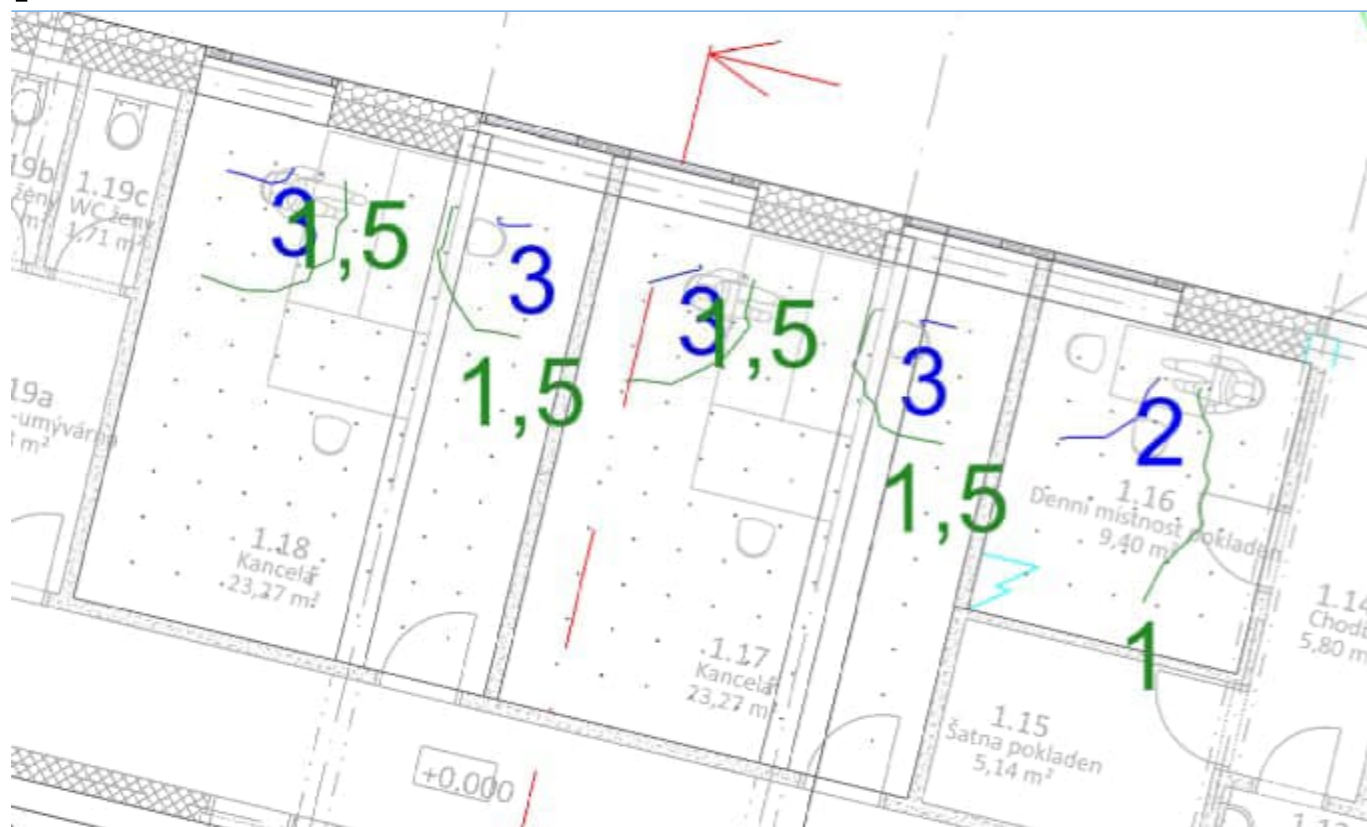 19b
ženy
m²
1.19c
WC ženy
1,71 m²
3
1,5
3
1,5
3
1,5
3
1,5
2
1.16
Denní místnost pokladen
9,40 m²
1
19a
-umývárna
m²
1.18
Kancelář
23,27 m²
1.17
Kancelář
23,27 m²
1.15
Šatna pokladen
5,14 m²
1.14
Chodb
5,80 m
+0.000